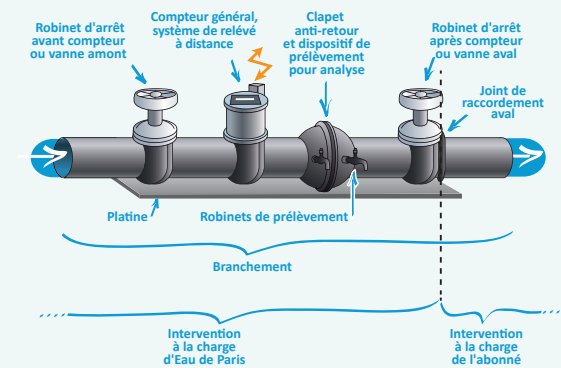 Robinet d'arrêt
avant compteur
ou vanne amont
Compteur général,
système de relévé
à distance
Clapet
anti-retour
et dispositif de
prélèvement
pour analyse
Robinet d'arrêt
après compteur
ou vanne aval
Joint de
raccordement
aval
Platine
Robinets de prélèvement
Branchement
Intervention
à la charge
d'Eau de Paris
Intervention
à la charge
de l'abonné